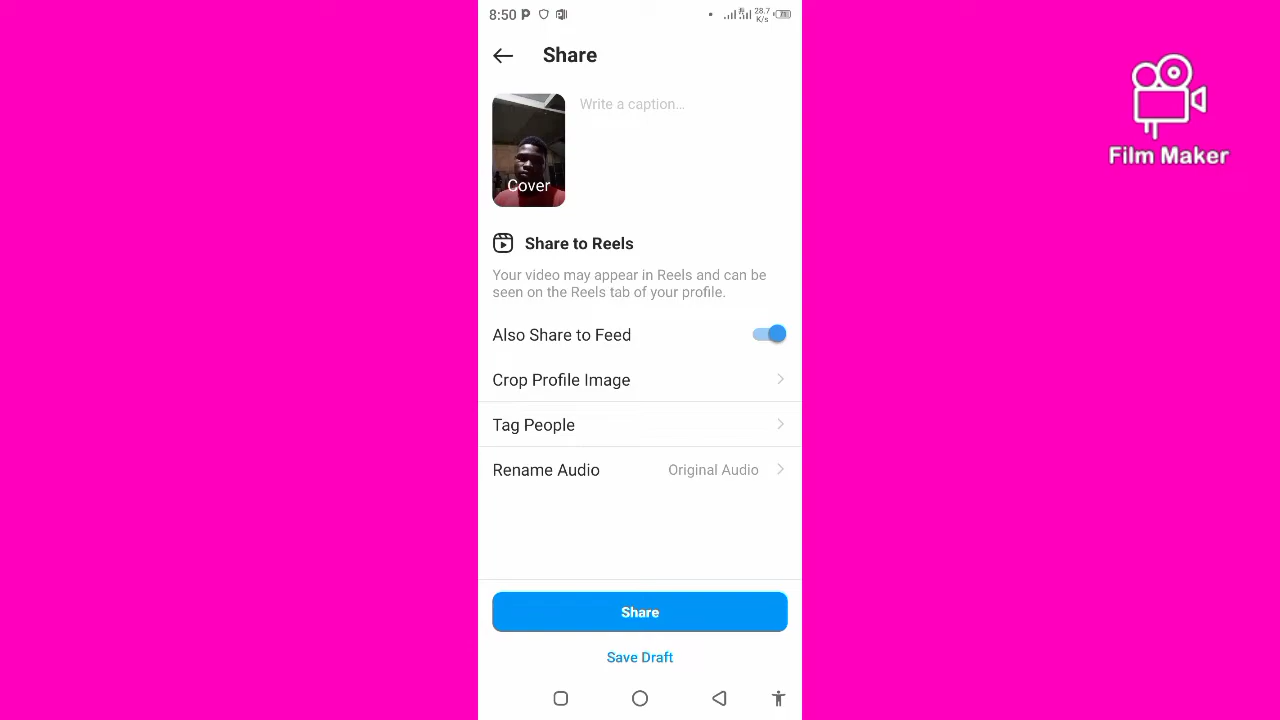 8:50
28.7
K/s
Share
Write a caption...
Cover
Share to Reels
Your video may appear in Reels and can be
seen on the Reels tab of your profile.
Also Share to Feed
Crop Profile Image
Tag People
Rename Audio Original Audio
Share
Save Draft
Film Maker